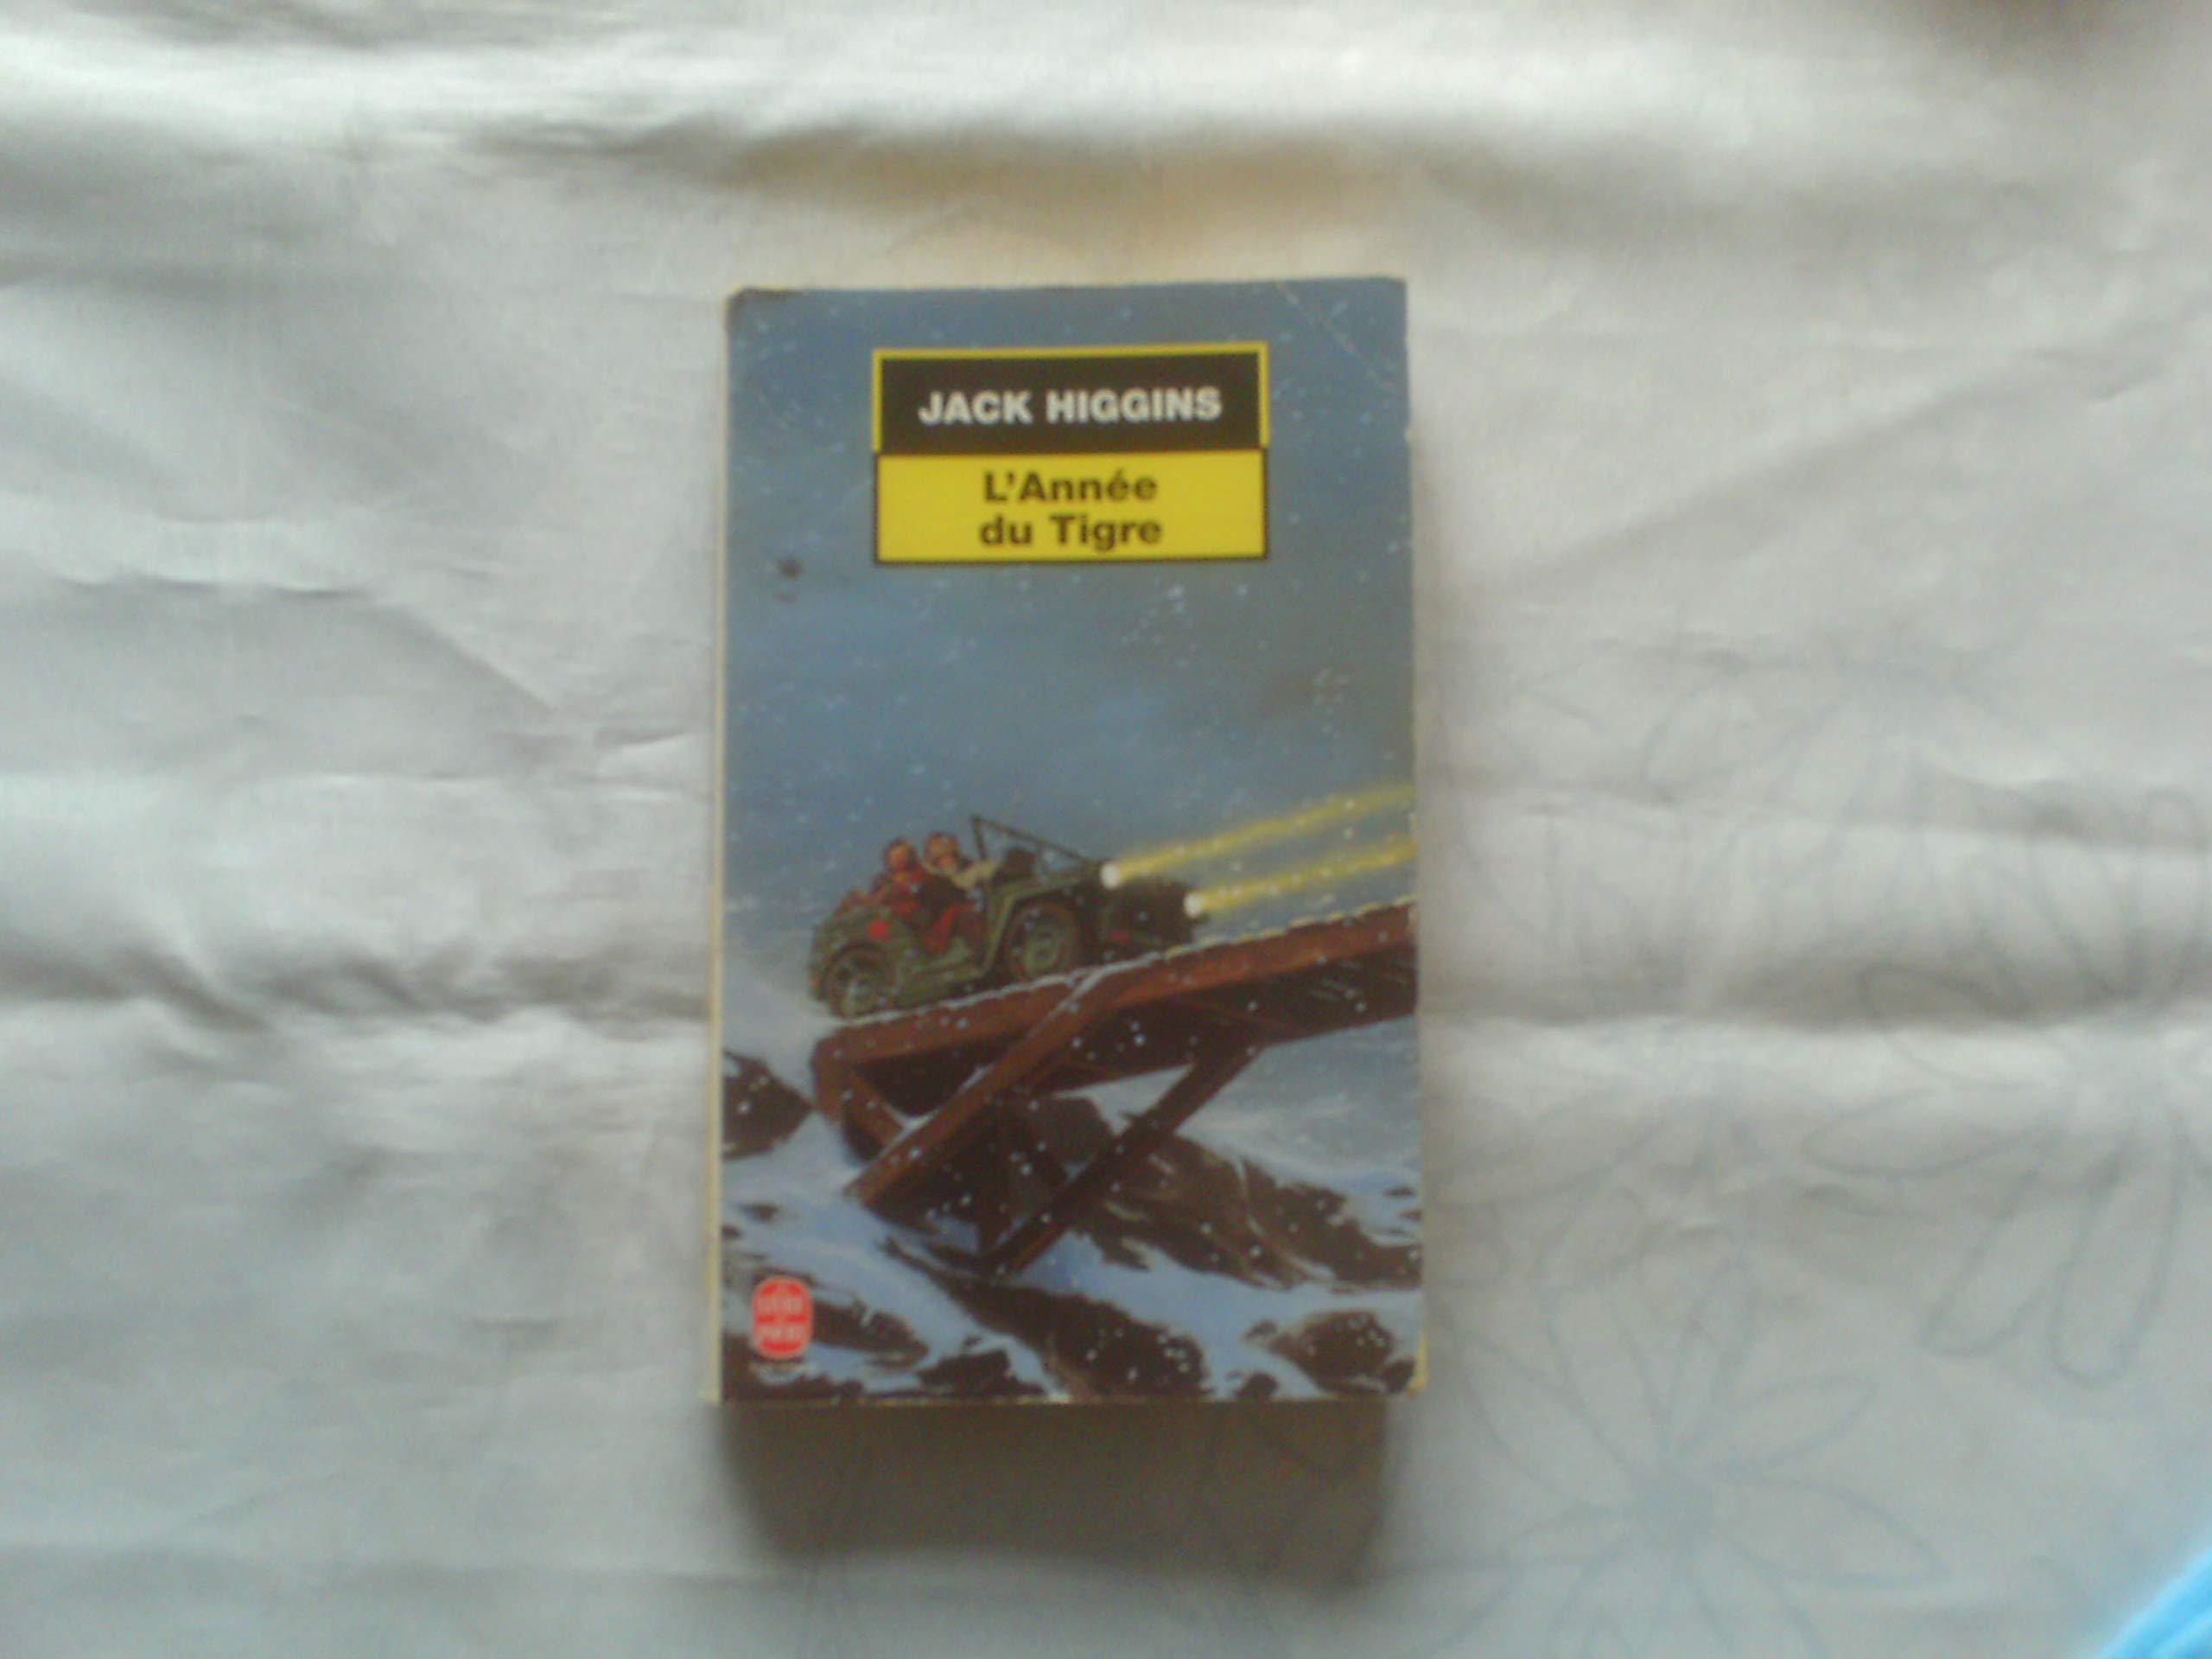 JACK HIGGINS
L'Année
du Tigre